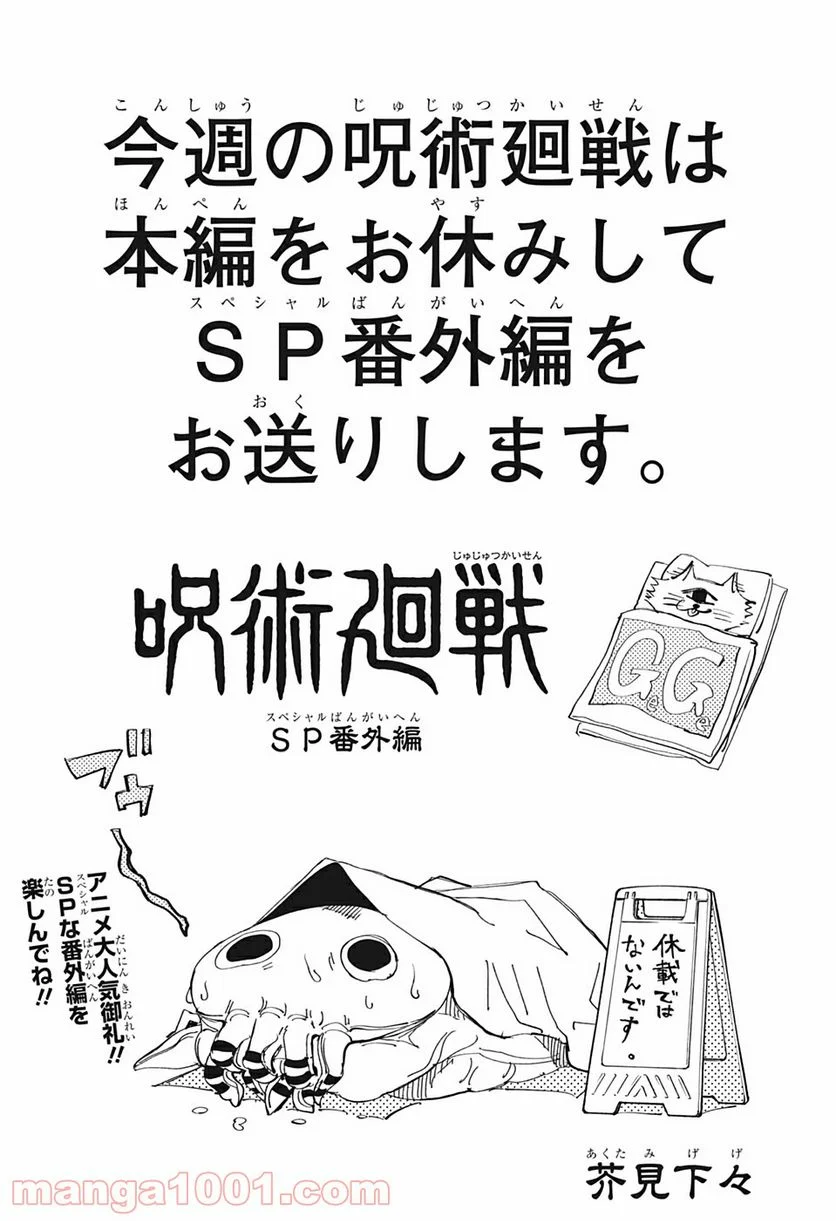 今週の呪術廻戦は
本編をお休みして
SP番外編を
お送りします。
呪術廻戦
SP番外編
GeGe
ブゥ
アニメ大人気御礼!!
SPな番外編を
楽しんでね!!
休載では
ないんです。
芥見下々
manga1001.com